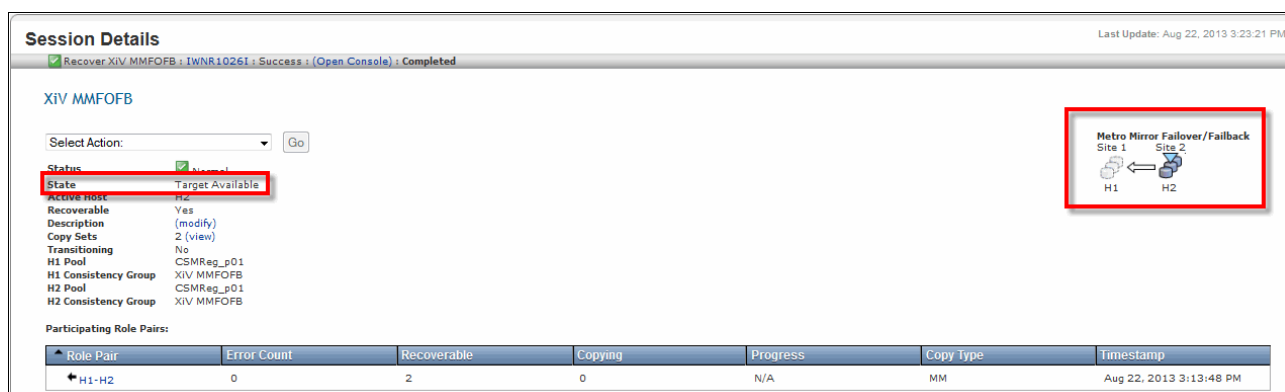 Session Details
Last Update: Aug 22, 2013 3:23:21 PM
Recover XiV MMFOFB : IWNR1026I : Success : (Open Console) : Completed
XiV MMFOFB
Select Action:
Go
Metro Mirror Failover/Failback
Site 1 Site 2
H1 H2
Status Normal
State Target Available
Active Host H2
Recoverable Yes
Description (modify)
Copy Sets 2 (view)
Transitioning No
H1 Pool CSMReg_p01
H1 Consistency Group XiV MMFOFB
H2 Pool CSMReg_p01
H2 Consistency Group XiV MMFOFB
Participating Role Pairs:
Role Pair Error Count Recoverable Copying Progress Copy Type Timestamp
H1-H2 0 2 0 N/A MM Aug 22, 2013 3:13:48 PM